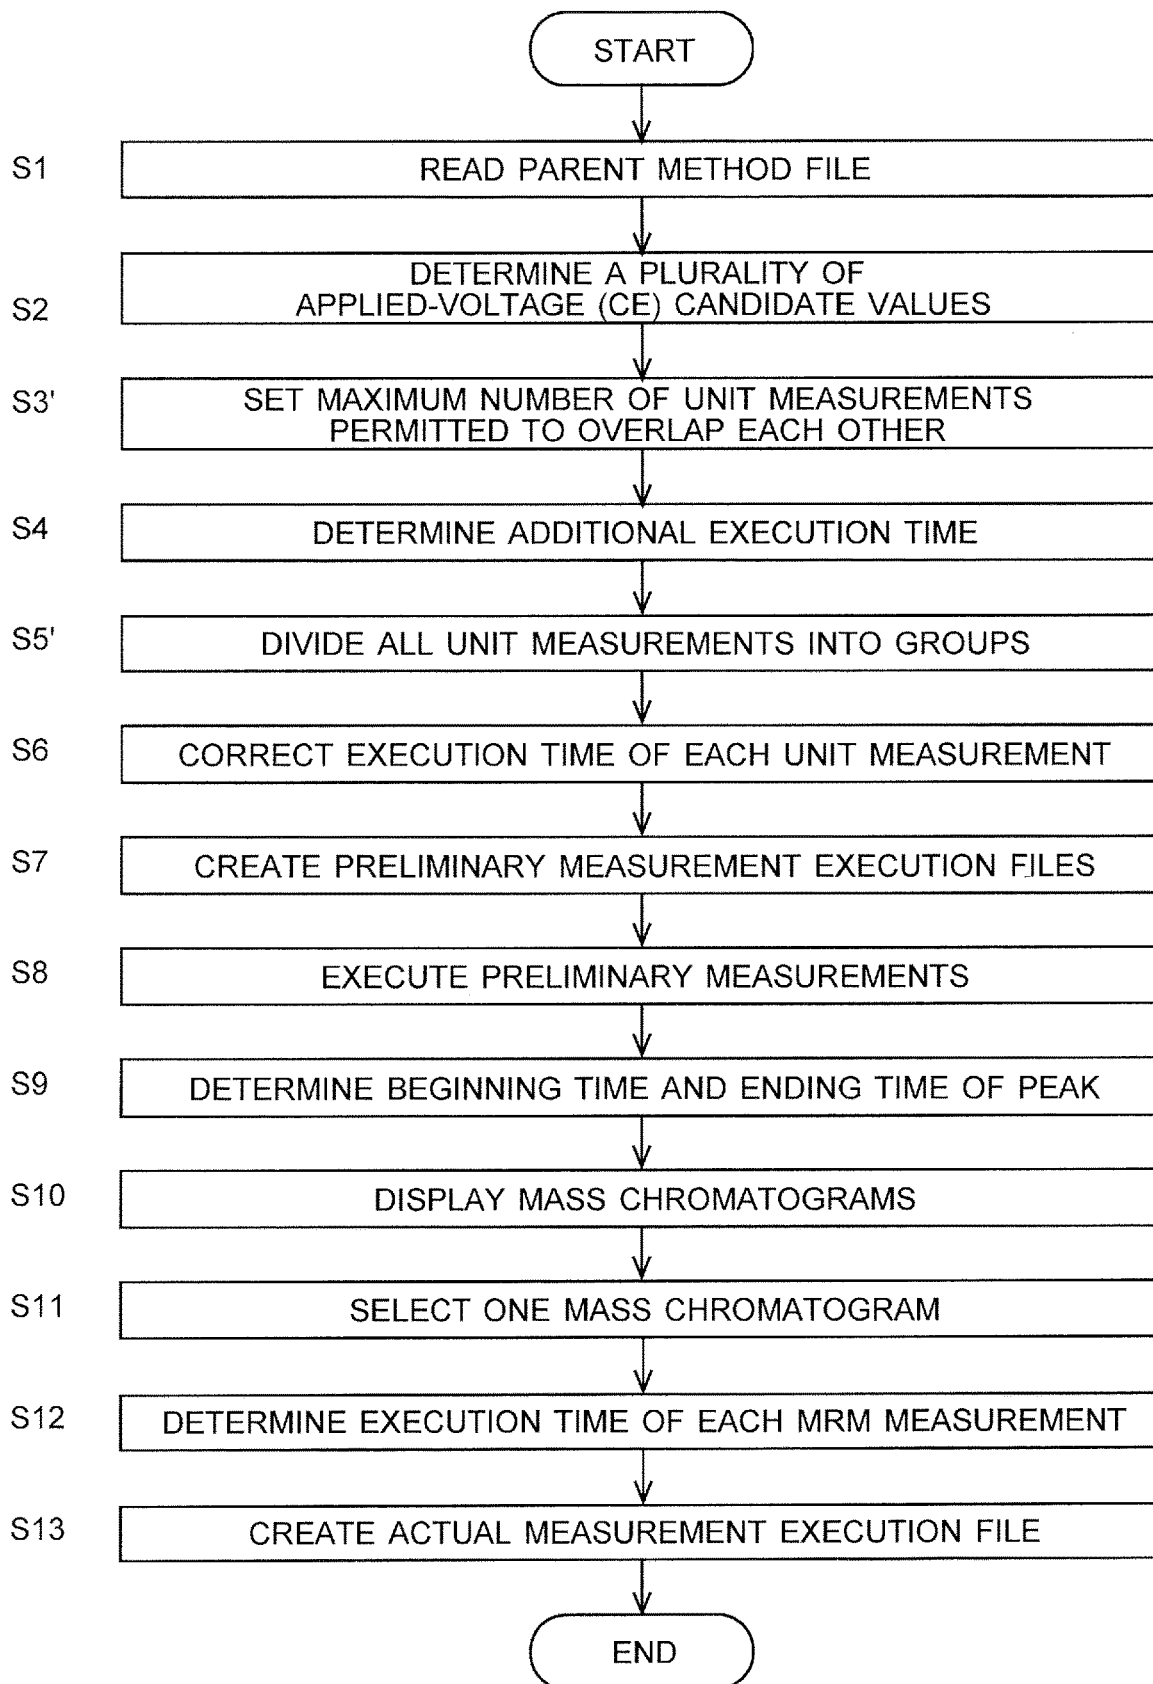 START
S1 READ PARENT METHOD FILE
DETERMINE A PLURALITY OF
S2 APPLIED-VOLTAGE (CE) CANDIDATE VALUES
S3' SET MAXIMUM NUMBER OF UNIT MEASUREMENTS
PERMITTED TO OVERLAP EACH OTHER
S4 DETERMINE ADDITIONAL EXECUTION TIME
S5' DIVIDE ALL UNIT MEASUREMENTS INTO GROUPS
S6 CORRECT EXECUTION TIME OF EACH UNIT MEASUREMENT
S7 CREATE PRELIMINARY MEASUREMENT EXECUTION FILES
S8 EXECUTE PRELIMINARY MEASUREMENTS
S9 DETERMINE BEGINNING TIME AND ENDING TIME OF PEAK
S10 DISPLAY MASS CHROMATOGRAMS
S11 SELECT ONE MASS CHROMATOGRAM
S12 DETERMINE EXECUTION TIME OF EACH MRM MEASUREMENT
S13 CREATE ACTUAL MEASUREMENT EXECUTION FILE
END